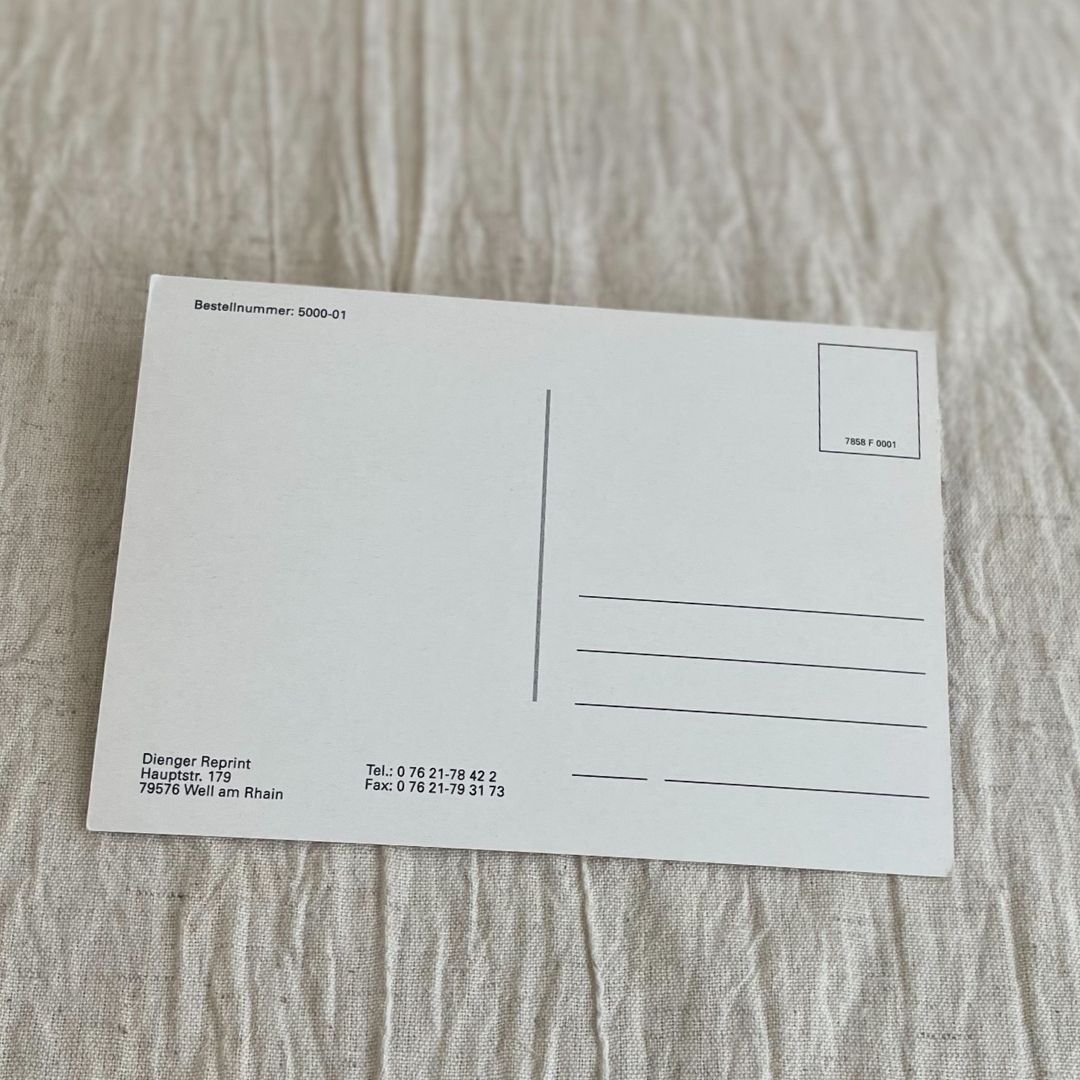 Bestellnummer: 5000-01
7858 F 0001
Dienger Reprint
Hauptstr. 179
79576 Well am Rhain
Tel.: 0 76 21-78 42 2
Fax: 0 76 21-79 31 73